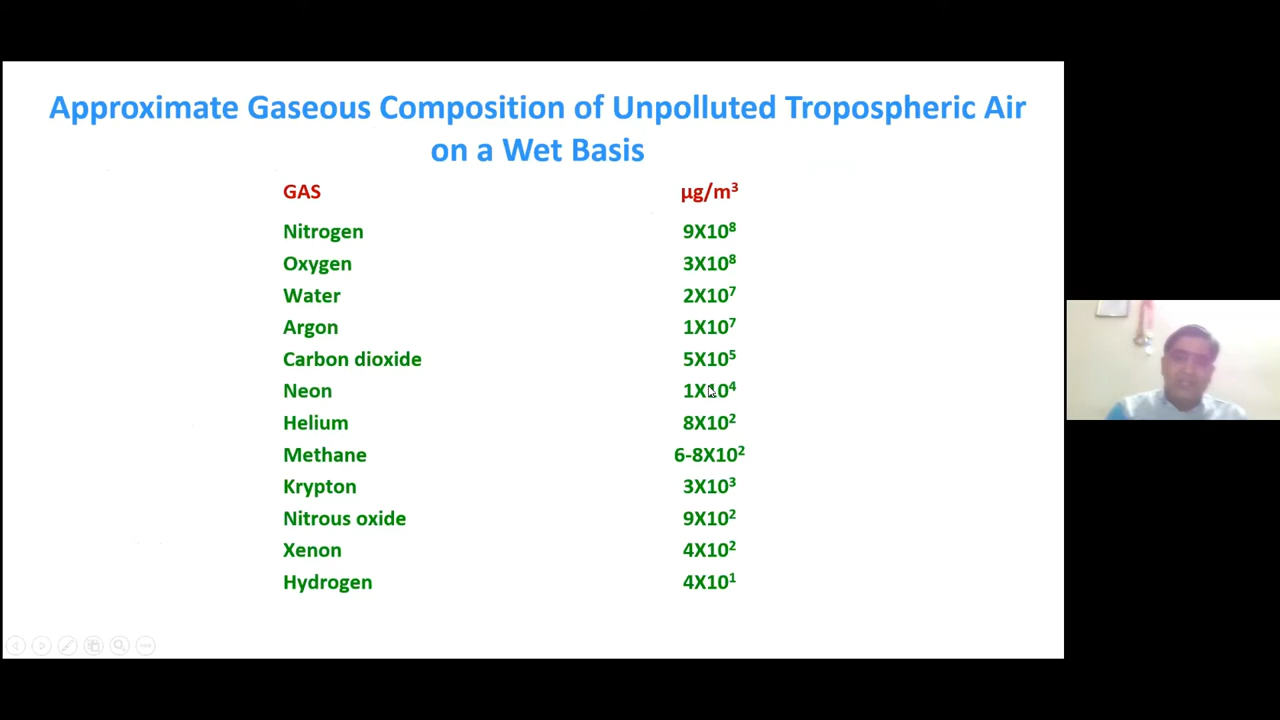 Approximate Gaseous Composition of Unpolluted Tropospheric Air
on a Wet Basis
GAS µg/m³
Nitrogen 9X10⁸
Oxygen 3X10⁸
Water 2X10⁷
Argon 1X10⁷
Carbon dioxide 5X10⁵
Neon 1X10⁴
Helium 8X10²
Methane 6-8X10²
Krypton 3X10³
Nitrous oxide 9X10²
Xenon 4X10²
Hydrogen 4X10¹